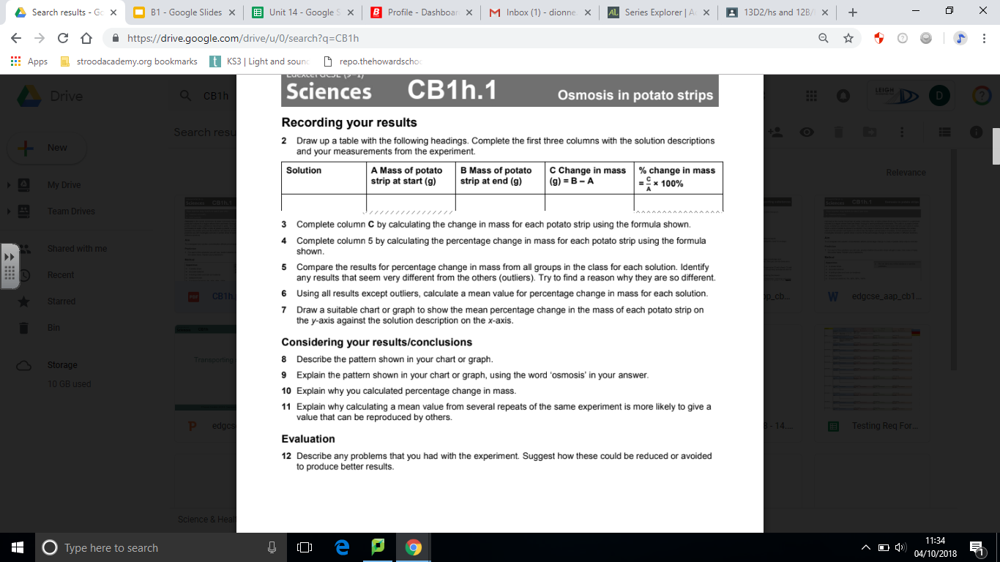 Search results - Go
B1 - Google Slides
Unit 14 - Google S
Profile - Dashboar
Inbox (1) - dionne.
Series Explorer | A
13D2/hs and 12B/
https://drive.google.com/drive/u/0/search?q=CB1h
Apps
stroodacademy.org bookmarks
KS3 | Light and sound
repo.thehowardschoo
Drive
CB1h
LEIGH
D
Search resu
New
My Drive
Team Drives
Shared with me
Recent
Starred
Bin
Storage
10 GB used
Relevance
Edexcel GCSE (9-1)
Sciences CB1h.1 Osmosis in potato strips
Recording your results
2 Draw up a table with the following headings. Complete the first three columns with the solution descriptions
and your measurements from the experiment.
Solution
A Mass of potato
strip at start (g)
B Mass of potato
strip at end (g)
C Change in mass
(g) = B – A
% change in mass
= C/A × 100%
3 Complete column C by calculating the change in mass for each potato strip using the formula shown.
4 Complete column 5 by calculating the percentage change in mass for each potato strip using the formula
shown.
5 Compare the results for percentage change in mass from all groups in the class for each solution. Identify
any results that seem very different from the others (outliers). Try to find a reason why they are so different.
6 Using all results except outliers, calculate a mean value for percentage change in mass for each solution.
7 Draw a suitable chart or graph to show the mean percentage change in the mass of each potato strip on
the y-axis against the solution description on the x-axis.
Considering your results/conclusions
8 Describe the pattern shown in your chart or graph.
9 Explain the pattern shown in your chart or graph, using the word ‘osmosis’ in your answer.
10 Explain why you calculated percentage change in mass.
11 Explain why calculating a mean value from several repeats of the same experiment is more likely to give a
value that can be reproduced by others.
Evaluation
12 Describe any problems that you had with the experiment. Suggest how these could be reduced or avoided
to produce better results.
CB1h.
PDF
Transporting
P
edgcs
Science & Heal
ap_cb...
W
edgcse_aap_cb1...
8 - 14....
Testing Req For...
Type here to search
11:34
04/10/2018
1